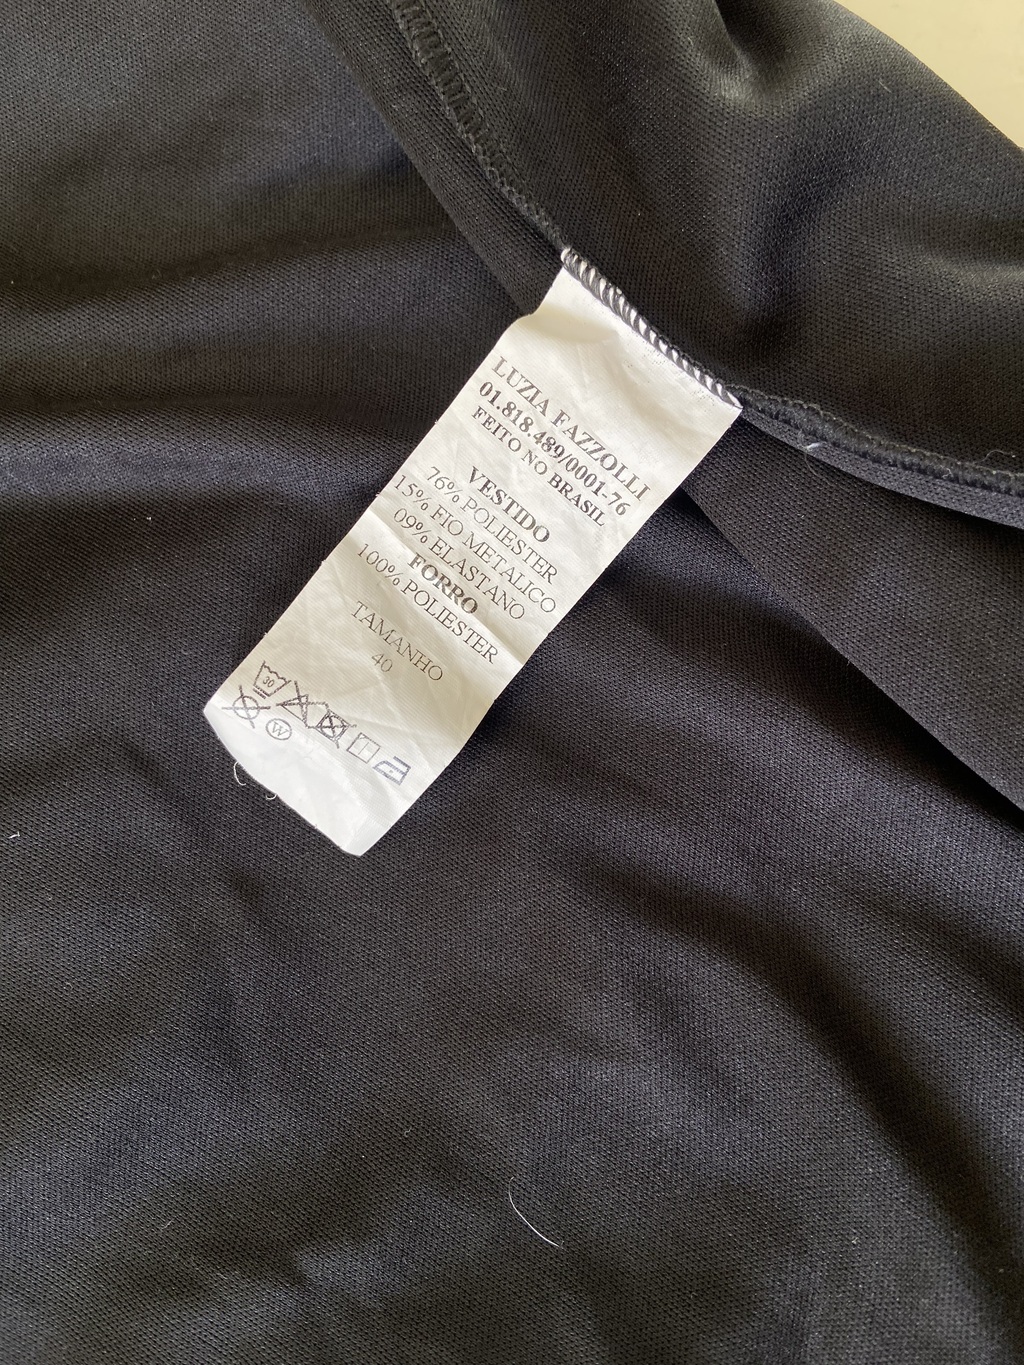 LUZIA FAZZOLLI
01.818.489/0001-76
FEITO NO BRASIL
VESTIDO
76% POLIESTER
15% FIO METALICO
09% ELASTANO
FORRO
100% POLIESTER
TAMANHO
40
30
W